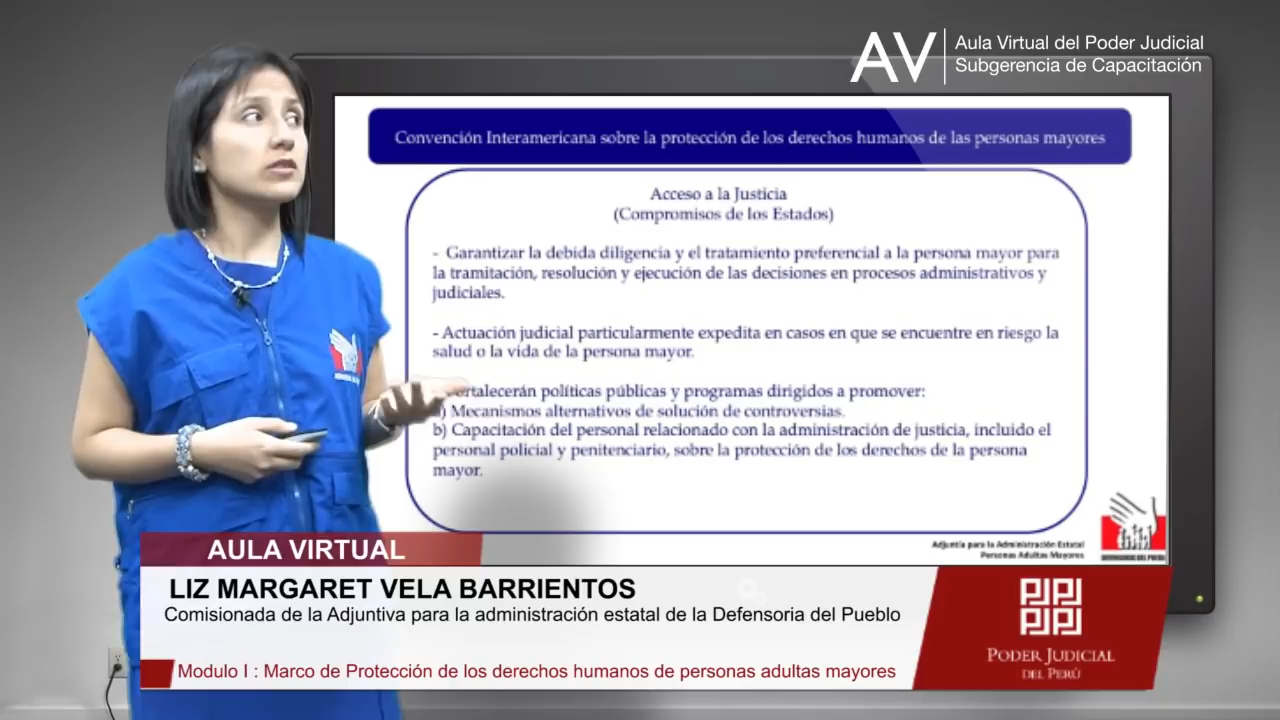 AV
Aula Virtual del Poder Judicial
Subgerencia de Capacitación
Convención Interamericana sobre la protección de los derechos humanos de las personas mayores
Acceso a la Justicia
(Compromisos de los Estados)
- Garantizar la debida diligencia y el tratamiento preferencial a la persona mayor para
la tramitación, resolución y ejecución de las decisiones en procesos administrativos y
judiciales.
- Actuación judicial particularmente expedita en casos en que se encuentre en riesgo la
salud o la vida de la persona mayor.
políticas públicas y programas dirigidos a promover:
) Mecanismos alternativos de solución de controversias.
b) Capacitación del personal relacionado con la administración de justicia, incluido el
personal policial y penitenciario, sobre la protección de los derechos de la persona
mayor.
Adjuntía para la Administración Estatal
Personas Adultas Mayores
DEFENSORIA DEL PUEBLO
AULA VIRTUAL
LIZ MARGARET VELA BARRIENTOS
Comisionada de la Adjuntiva para la administración estatal de la Defensoria del Pueblo
Modulo I : Marco de Protección de los derechos humanos de personas adultas mayores
PJPJ
PJPJ
PODER JUDICIAL
DEL PERÚ